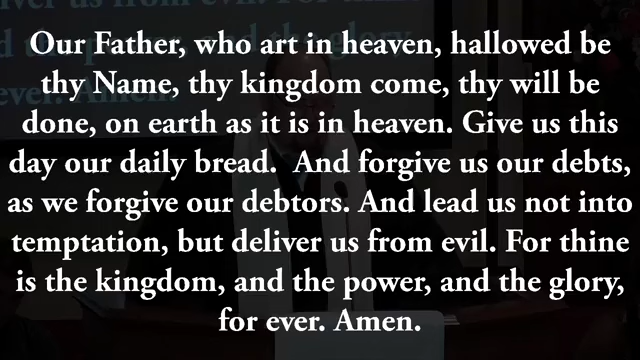 Our Father, who art in heaven, hallowed be
thy Name, thy kingdom come, thy will be
done, on earth as it is in heaven. Give us this
day our daily bread.  And forgive us our debts,
as we forgive our debtors. And lead us not into
temptation, but deliver us from evil. For thine
is the kingdom, and the power, and the glory,
for ever. Amen.